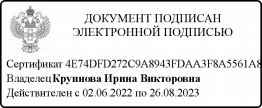 ДОКУМЕНТ ПОДПИСАН
ЭЛЕКТРОННОЙ ПОДПИСЬЮ
Сертификат 4E74DFD272C9A8943FDAA3F8A5561A8
Владелец Крупнова Ирина Викторовна
Действителен с 02.06.2022 по 26.08.2023